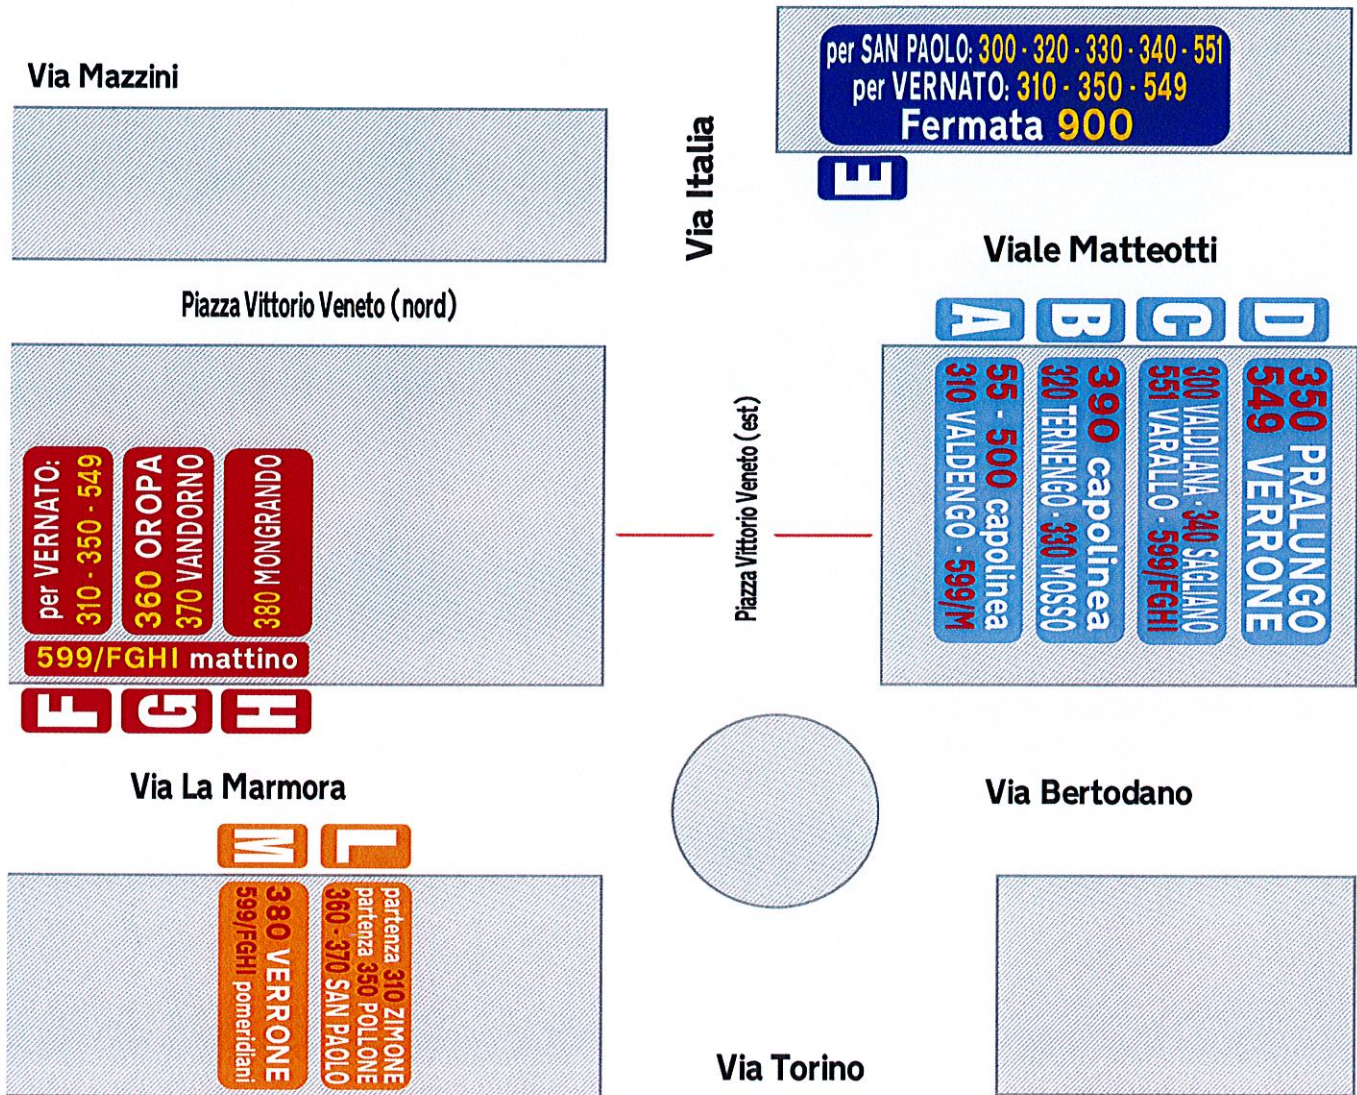 Via Mazzini
per SAN PAOLO: 300 - 320 - 330 - 340 - 551
per VERNATO: 310 - 350 - 549
Fermata 900
E
Via Italia
Viale Matteotti
Piazza Vittorio Veneto (nord)
A
B
C
D
55 - 500 capolinea
310 VALDENGO - 599/M
390 capolinea
320 TERNENGO - 330 MOSSO
300 VALDILANA - 340 SAGLIANO
551 VARALLO - 599/FGHI
350 PRALUNGO
549 VERRONE
Piazza Vittorio Veneto (est)
per VERNATO:
310 - 350 - 549
360 OROPA
370 VANDORNO
380 MONGRANDO
599/FGHI mattino
F
G
H
Via La Marmora
Via Bertodano
M
L
380 VERRONE
599/FGHI pomeridiani
partenza 310 ZIMONE
partenza 350 POLLONE
360 - 370 SAN PAOLO
Via Torino